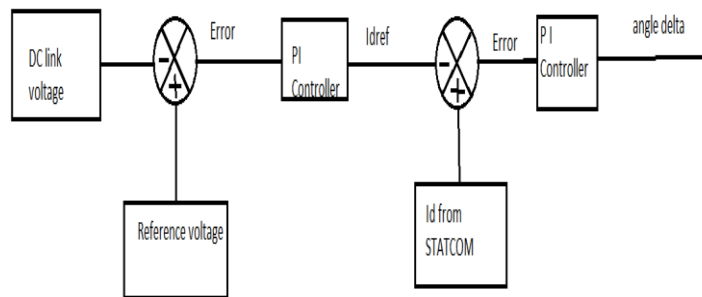 DC link
voltage
-
+
Error
PI
Controller
Idref
-
+
Error
P I
Controller
angle delta
Reference voltage
Id from
STATCOM